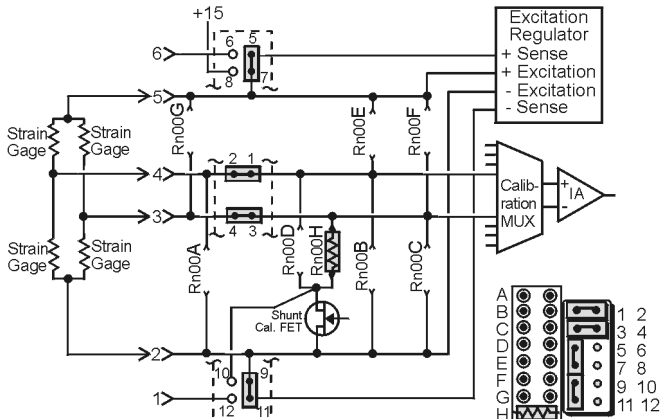 +15
Excitation
Regulator
+ Sense
+ Excitation
- Excitation
- Sense
6
6
5
8
7
5
Rn00G
Rn00E
Rn00F
Strain
Gage
Strain
Gage
4
2 1
3
4 3
Calib-
ration
MUX
+
-
IA
Rn00A
Rn00D
Rn00H
Rn00B
Rn00C
Strain
Gage
Strain
Gage
Shunt
Cal. FET
2
10
9
1
12
11
A
B
C
D
E
F
G
H
1 2
3 4
5 6
7 8
9 10
11 12